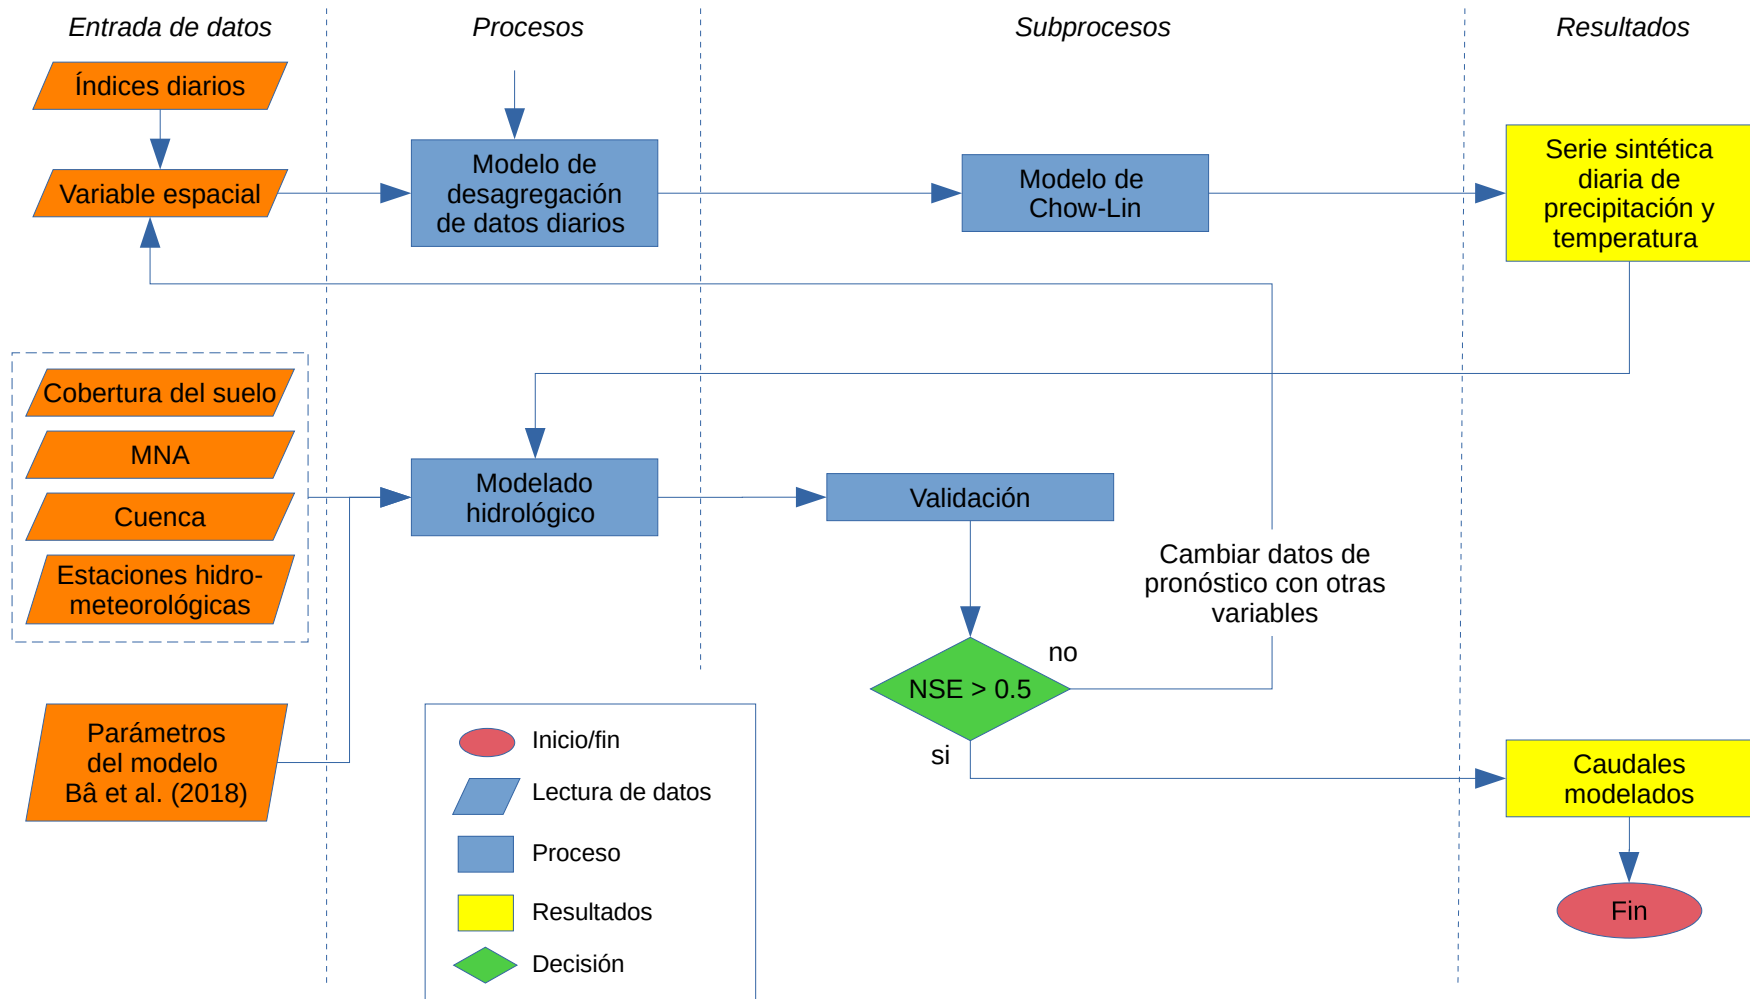 Entrada de datos
Procesos
Subprocesos
Resultados
Índices diarios
Variable espacial
Modelo de
desagregación
de datos diarios
Modelo de
Chow-Lin
Serie sintética
diaria de
precipitación y
temperatura
Cobertura del suelo
MNA
Cuenca
Estaciones hidro-
meteorológicas
Modelado
hidrológico
Validación
Cambiar datos de
pronóstico con otras
variables
no
NSE > 0.5
si
Parámetros
del modelo
Bâ et al. (2018)
Caudales
modelados
Fin
Inicio/fin
Lectura de datos
Proceso
Resultados
Decisión